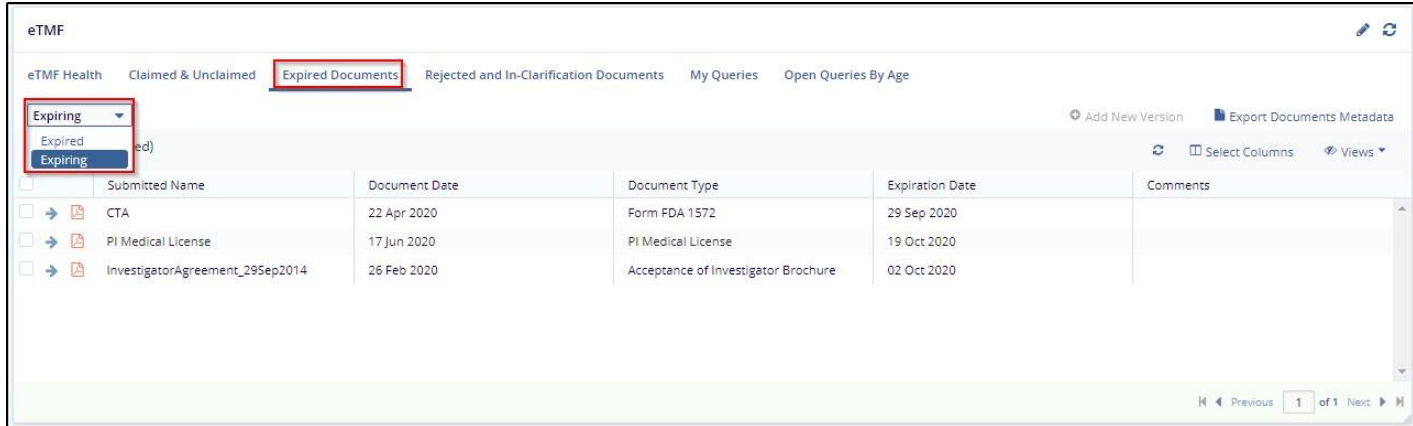 eTMF
eTMF Health Claimed & Unclaimed Expired Documents Rejected and In-Clarification Documents My Queries Open Queries By Age
Expiring Add New Version Export Documents Metadata
Expired
Expiring
ed) Select Columns Views
Submitted Name Document Date Document Type Expiration Date Comments
CTA 22 Apr 2020 Form FDA 1572 29 Sep 2020
PI Medical License 17 Jun 2020 PI Medical License 19 Oct 2020
InvestigatorAgreement_29Sep2014 26 Feb 2020 Acceptance of Investigator Brochure 02 Oct 2020
Previous 1 of 1 Next